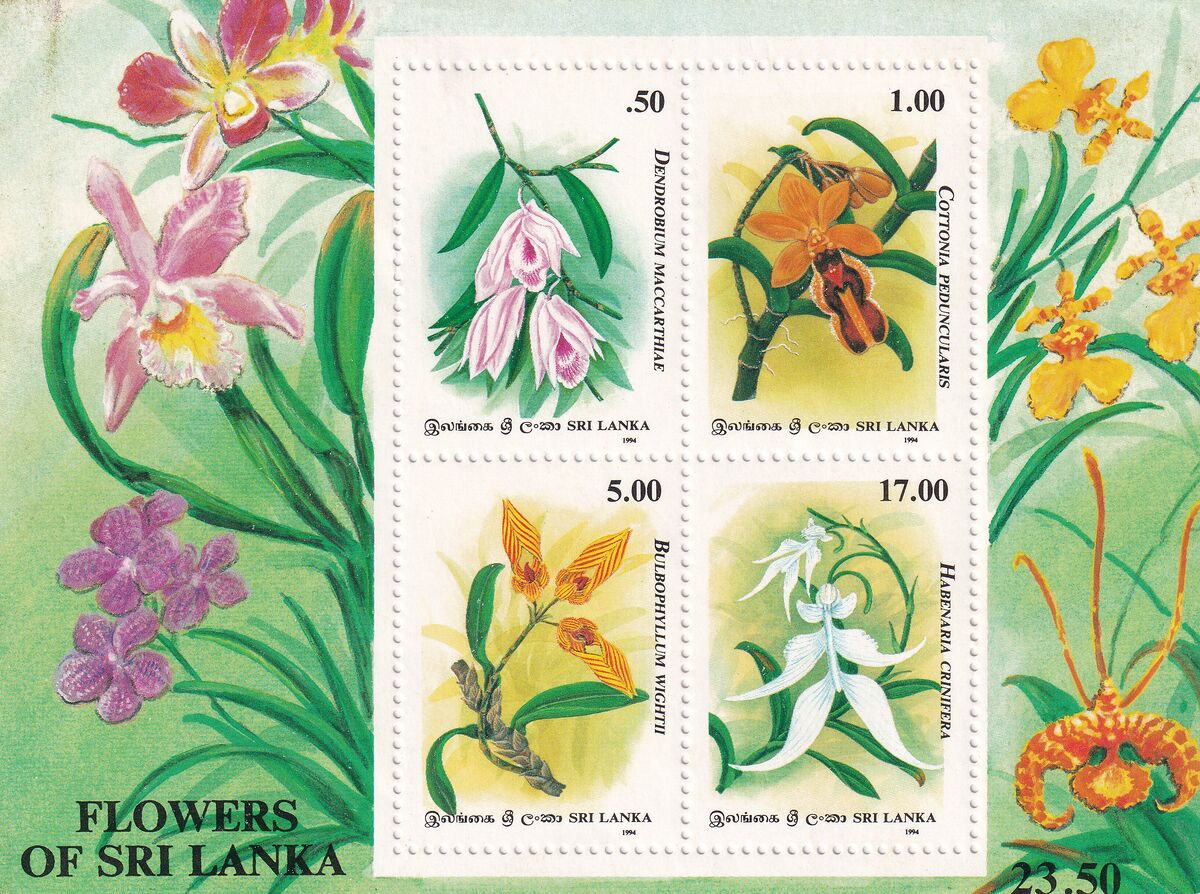 .50
DENDROBIUM MACCARTHIAE
இலங்கை ශ්‍රී ලංකා SRI LANKA
1994
1.00
COTTONIA PEDUNCULARIS
இலங்கை ශ්‍රී ලංකා SRI LANKA
1994
5.00
BULBOPHYLLUM WIGHTII
இலங்கை ශ්‍රී ලංකා SRI LANKA
1994
17.00
HABENARIA CRINIFERA
இலங்கை ශ්‍රී ලංකා SRI LANKA
1994
FLOWERS
OF SRI LANKA
23.50